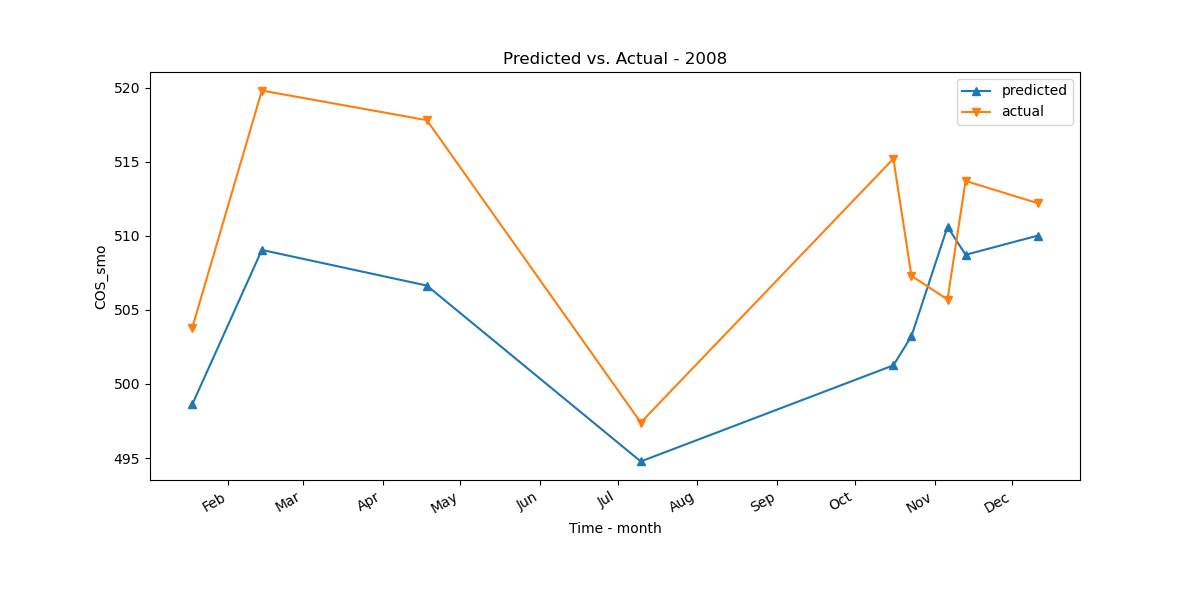 Predicted vs. Actual - 2008
predicted
actual
COS_smo
520
515
510
505
500
495
Feb
Mar
Apr
May
Jun
Jul
Aug
Sep
Oct
Nov
Dec
Time - month